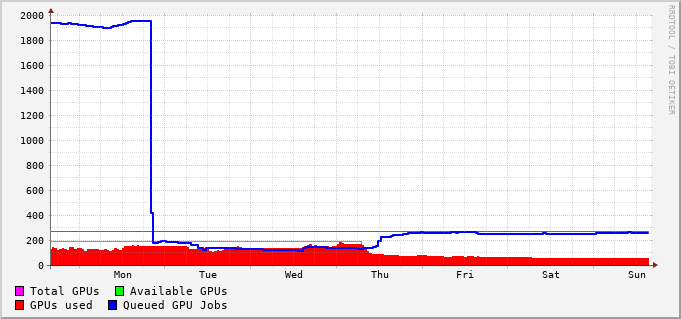 2000
1800
1600
1400
1200
1000
800
600
400
200
0
Mon Tue Wed Thu Fri Sat Sun
Total GPUs Available GPUs
GPUs used Queued GPU Jobs
RRDTOOL / TOBI OETIKER